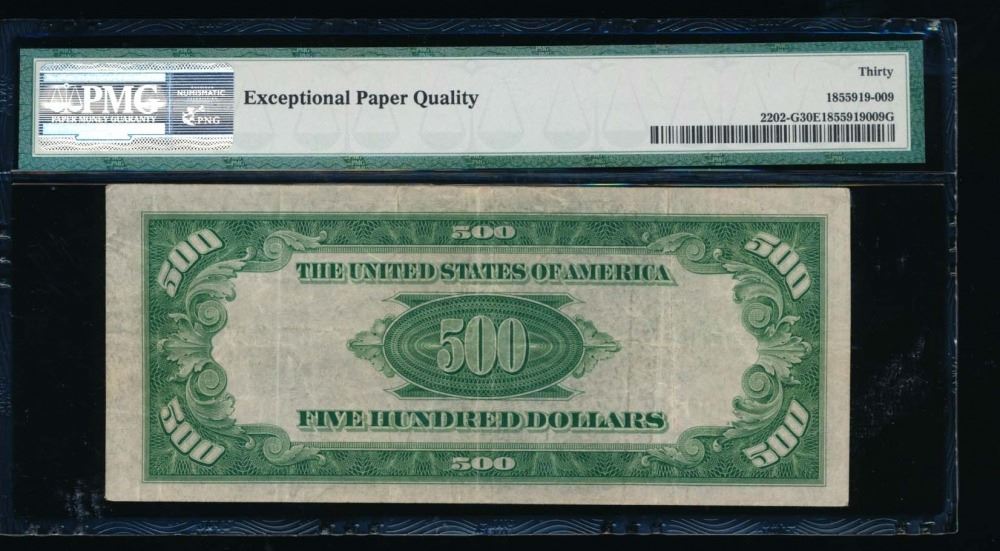 PMG
PAPER MONEY GUARANTY
NUMISMATIC
PNG
Exceptional Paper Quality
Thirty
1855919-009
2202-G30E1855919009G
500
500
500
THE UNITED STATES OF AMERICA
500
FIVE HUNDRED DOLLARS
500
500
500